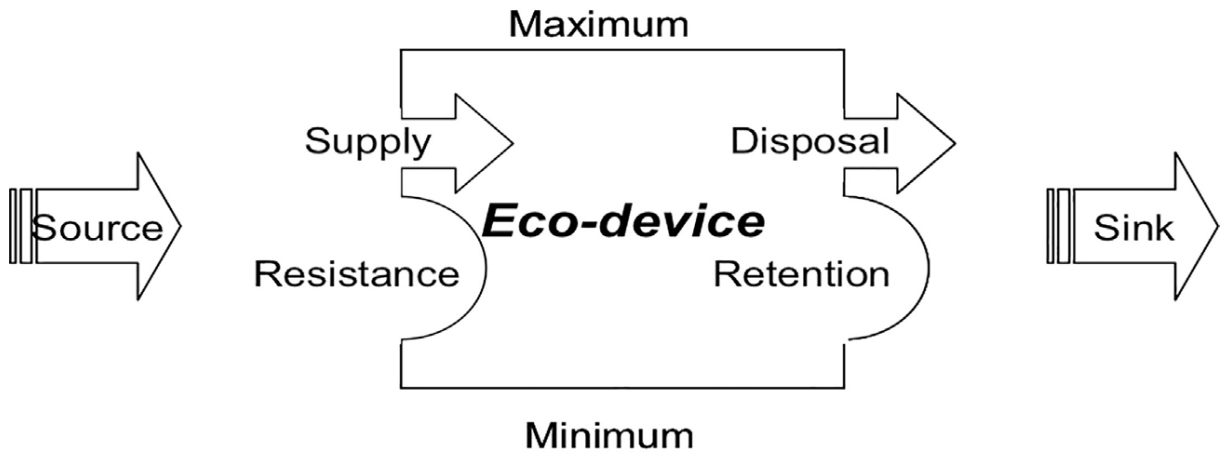 Maximum
Supply
Disposal
Source
Eco-device
Sink
Resistance
Retention
Minimum